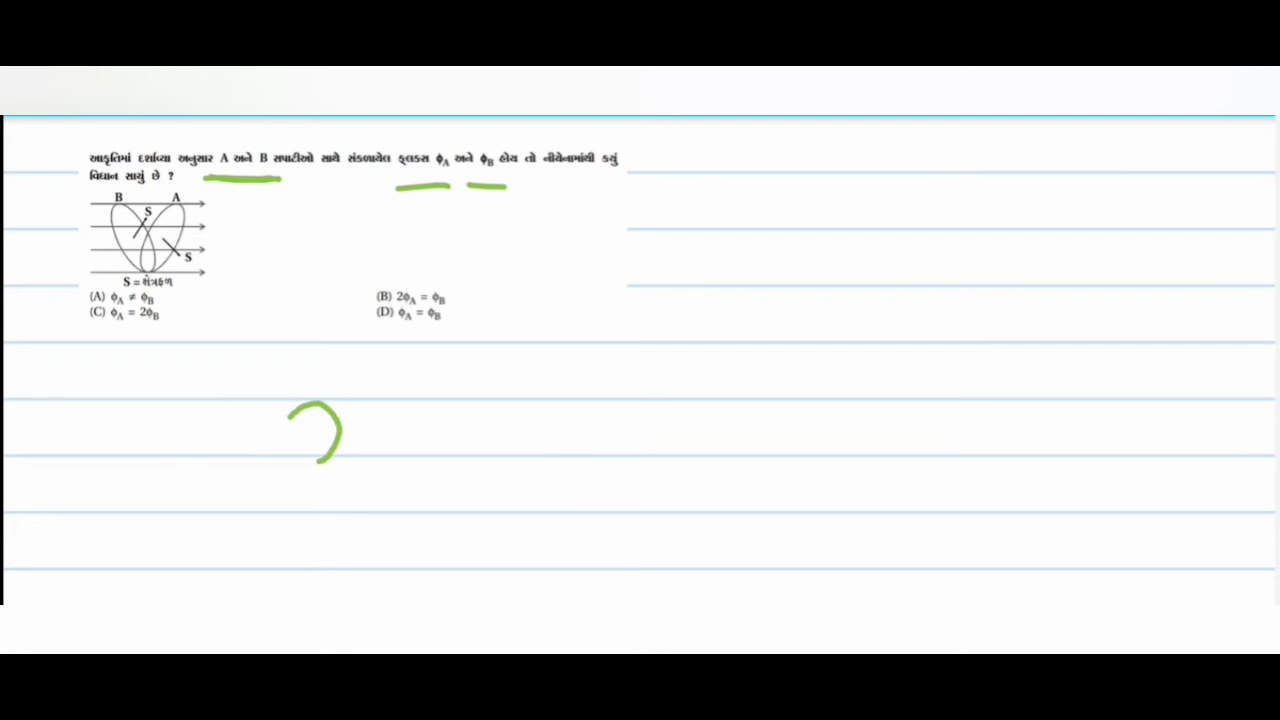 આકૃતિમાં દર્શાવ્યા અનુસાર A અને B સપાટીઓ સાથે સંકળાયેલ ફ્લક્સ ϕA અને ϕB હોય તો નીચેનામાંથી કયું
વિધાન સાચું છે ?
B A
S
S
S = ક્ષેત્રફળ
(A) ϕA ≠ ϕB (B) 2ϕA = ϕB
(C) ϕA = 2ϕB (D) ϕA = ϕB